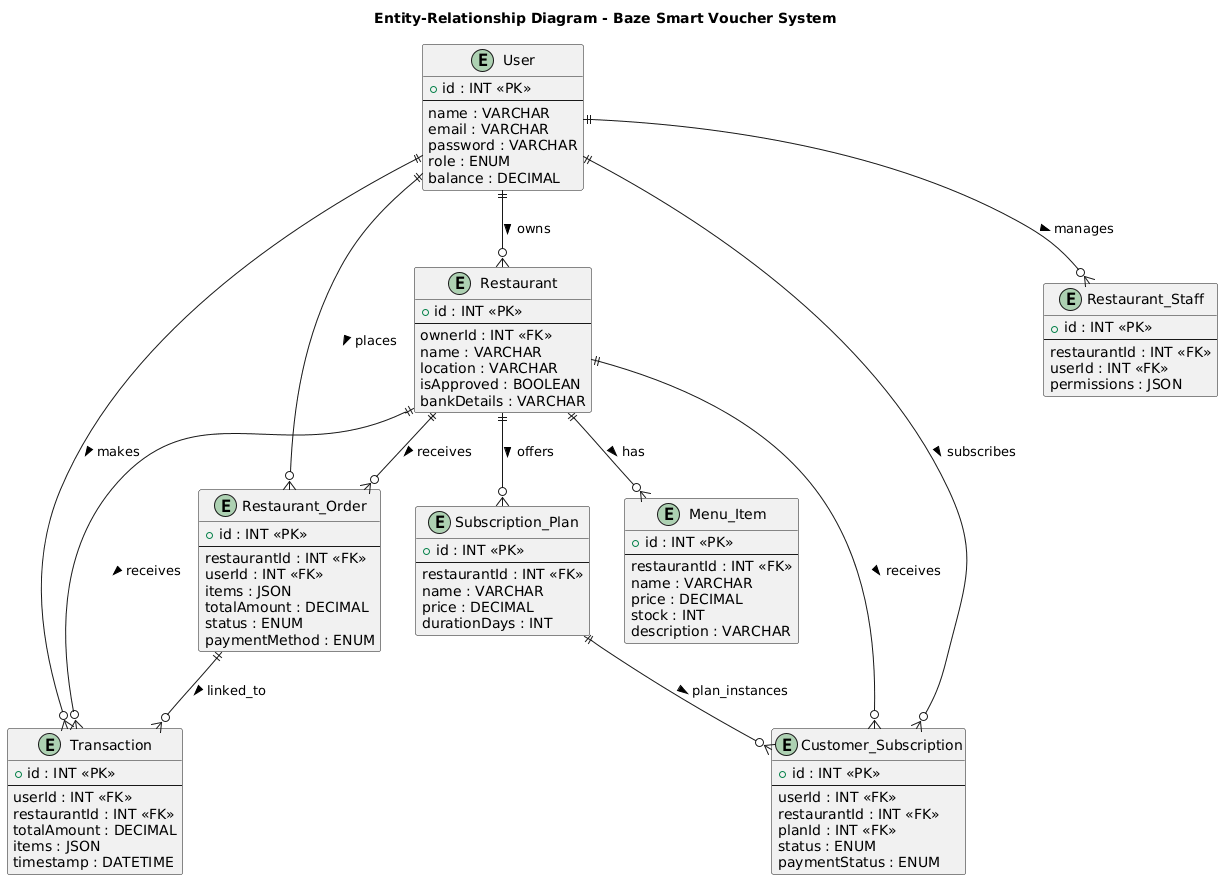 Entity-Relationship Diagram - Baze Smart Voucher System
E User
id : INT «PK»
name : VARCHAR
email : VARCHAR
password : VARCHAR
role : ENUM
balance : DECIMAL
owns
manages
places
makes
subscribes
E Restaurant
id : INT «PK»
ownerId : INT «FK»
name : VARCHAR
location : VARCHAR
isApproved : BOOLEAN
bankDetails : VARCHAR
E Restaurant_Staff
id : INT «PK»
restaurantId : INT «FK»
userId : INT «FK»
permissions : JSON
receives
offers
has
receives
receives
E Restaurant_Order
id : INT «PK»
restaurantId : INT «FK»
userId : INT «FK»
items : JSON
totalAmount : DECIMAL
status : ENUM
paymentMethod : ENUM
E Subscription_Plan
id : INT «PK»
restaurantId : INT «FK»
name : VARCHAR
price : DECIMAL
durationDays : INT
E Menu_Item
id : INT «PK»
restaurantId : INT «FK»
name : VARCHAR
price : DECIMAL
stock : INT
description : VARCHAR
linked_to
plan_instances
E Transaction
id : INT «PK»
userId : INT «FK»
restaurantId : INT «FK»
totalAmount : DECIMAL
items : JSON
timestamp : DATETIME
E Customer_Subscription
id : INT «PK»
userId : INT «FK»
restaurantId : INT «FK»
planId : INT «FK»
status : ENUM
paymentStatus : ENUM